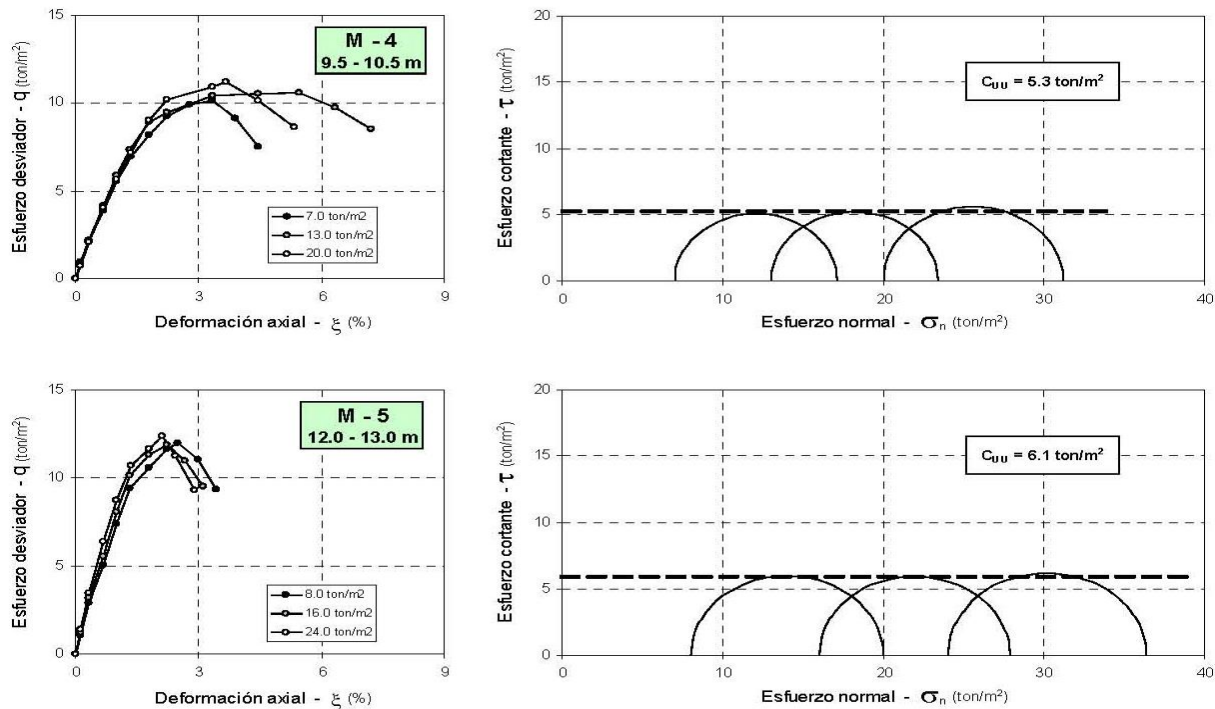 15
10
5
0
Esfuerzo desviador - q (ton/m²)
M - 4
9.5 - 10.5 m
7.0 ton/m2
13.0 ton/m2
20.0 ton/m2
0 3 6 9
Deformación axial - ξ (%)
20
15
10
5
0
Esfuerzo cortante - τ (ton/m²)
C UU = 5.3 ton/m²
0 10 20 30 40
Esfuerzo normal - σn (ton/m²)
15
10
5
0
Esfuerzo desviador - q (ton/m²)
M - 5
12.0 - 13.0 m
8.0 ton/m2
16.0 ton/m2
24.0 ton/m2
0 3 6 9
Deformación axial - ξ (%)
20
15
10
5
0
Esfuerzo cortante - τ (ton/m²)
C UU = 6.1 ton/m²
0 10 20 30 40
Esfuerzo normal - σn (ton/m²)